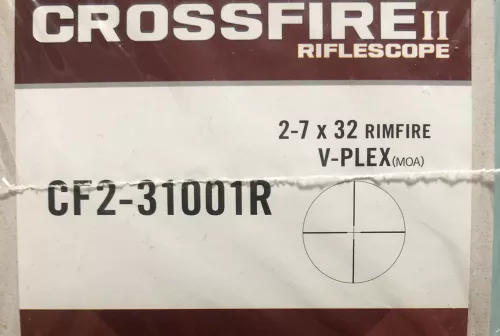 CROSSFIRE II
RIFLESCOPE
2-7 x 32 RIMFIRE
V-PLEX (MOA)
CF2-31001R